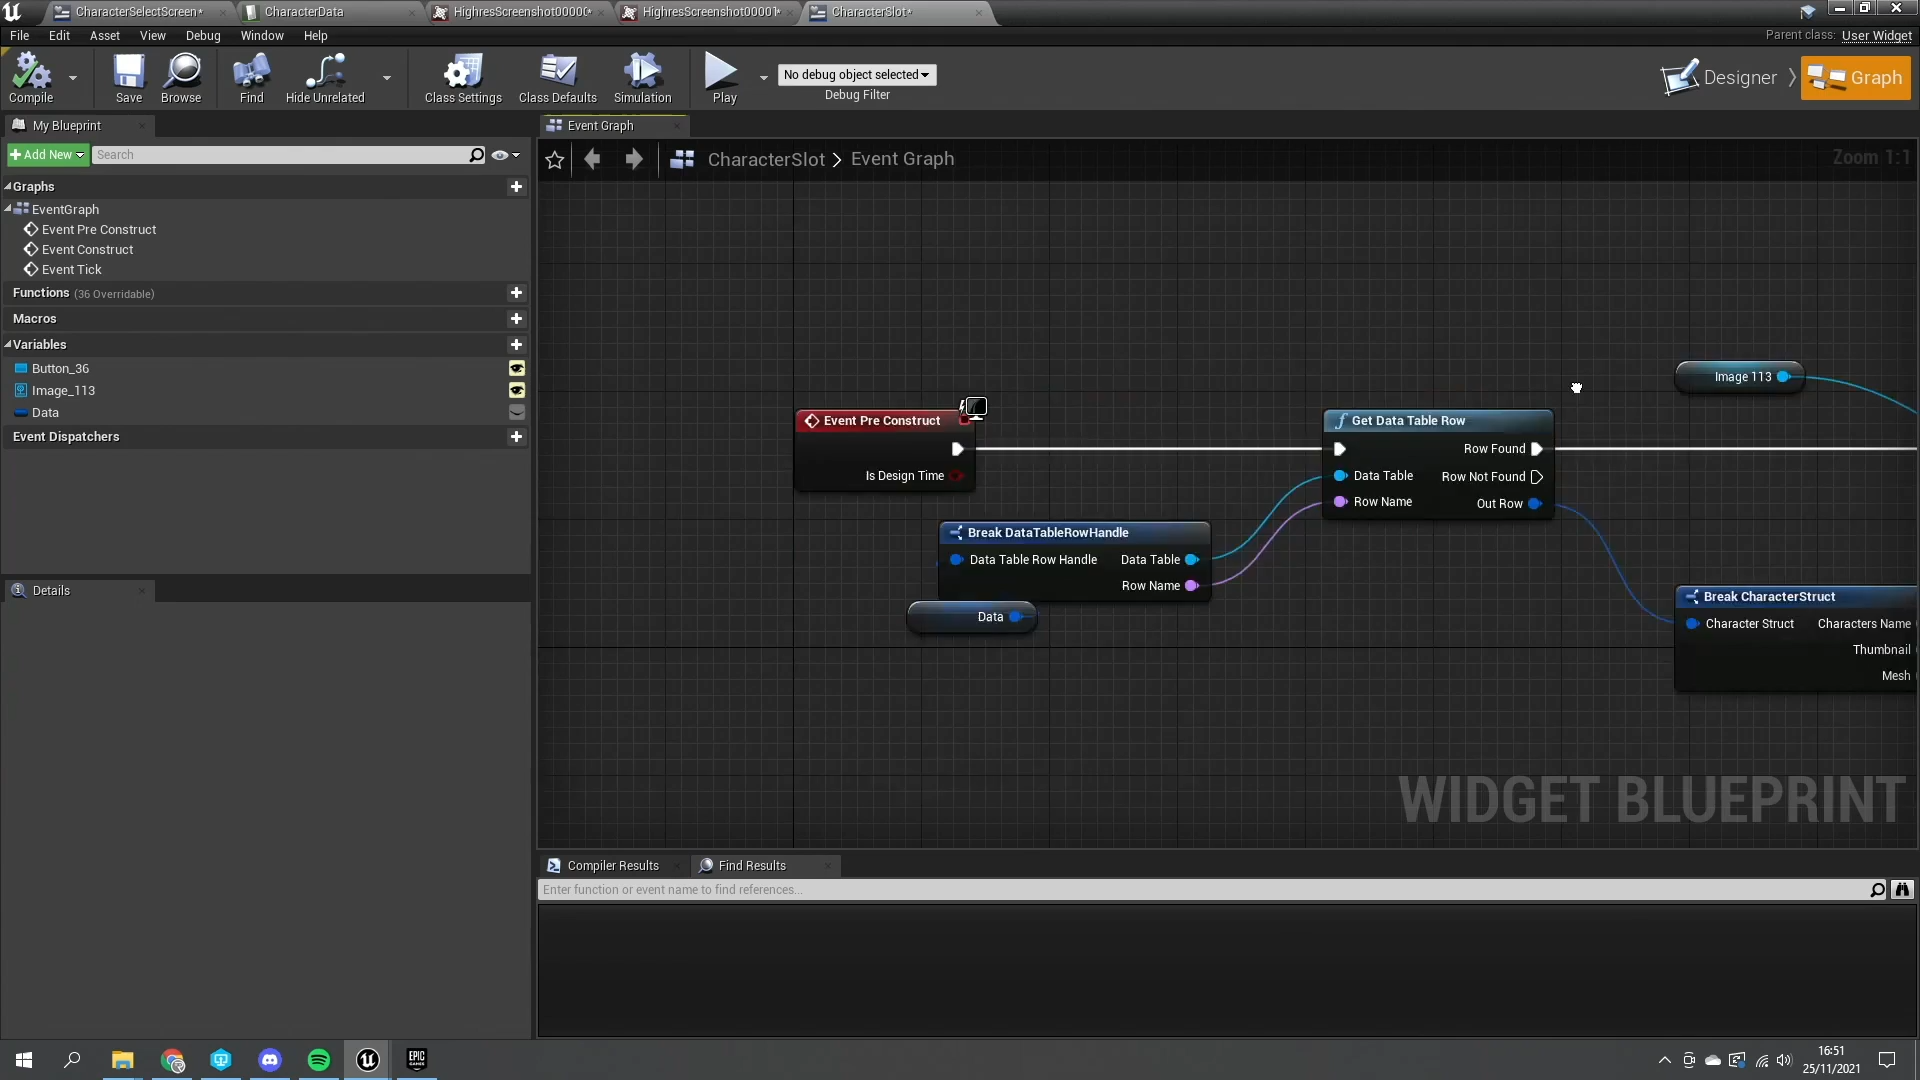 CharacterSelectScreen*
CharacterData
HighresScreenshot0000(*
HighresScreenshot00001*
CharacterSlot*
File Edit Asset View Debug Window Help
Parent class: User Widget
Compile
Save
Browse
Find
Hide Unrelated
Class Settings
Class Defaults
Simulation
Play
No debug object selected
Debug Filter
Designer
Graph
My Blueprint
Event Graph
Add New
Search
CharacterSlot > Event Graph
Zoom 1:1
Graphs
EventGraph
Event Pre Construct
Event Construct
Event Tick
Functions (36 Overridable)
Macros
Variables
Button_36
Image_113
Data
Event Dispatchers
Details
Image 113
Event Pre Construct
Is Design Time
Get Data Table Row
Row Found
Data Table
Row Not Found
Row Name
Out Row
Break DataTableRowHandle
Data Table Row Handle
Data Table
Row Name
Data
Break CharacterStruct
Character Struct
Characters Name
Thumbnail
Mesh
WIDGET BLUEPRINT
Compiler Results
Find Results
Enter function or event name to find references...
EPIC
GAMES
16:51
25/11/2021